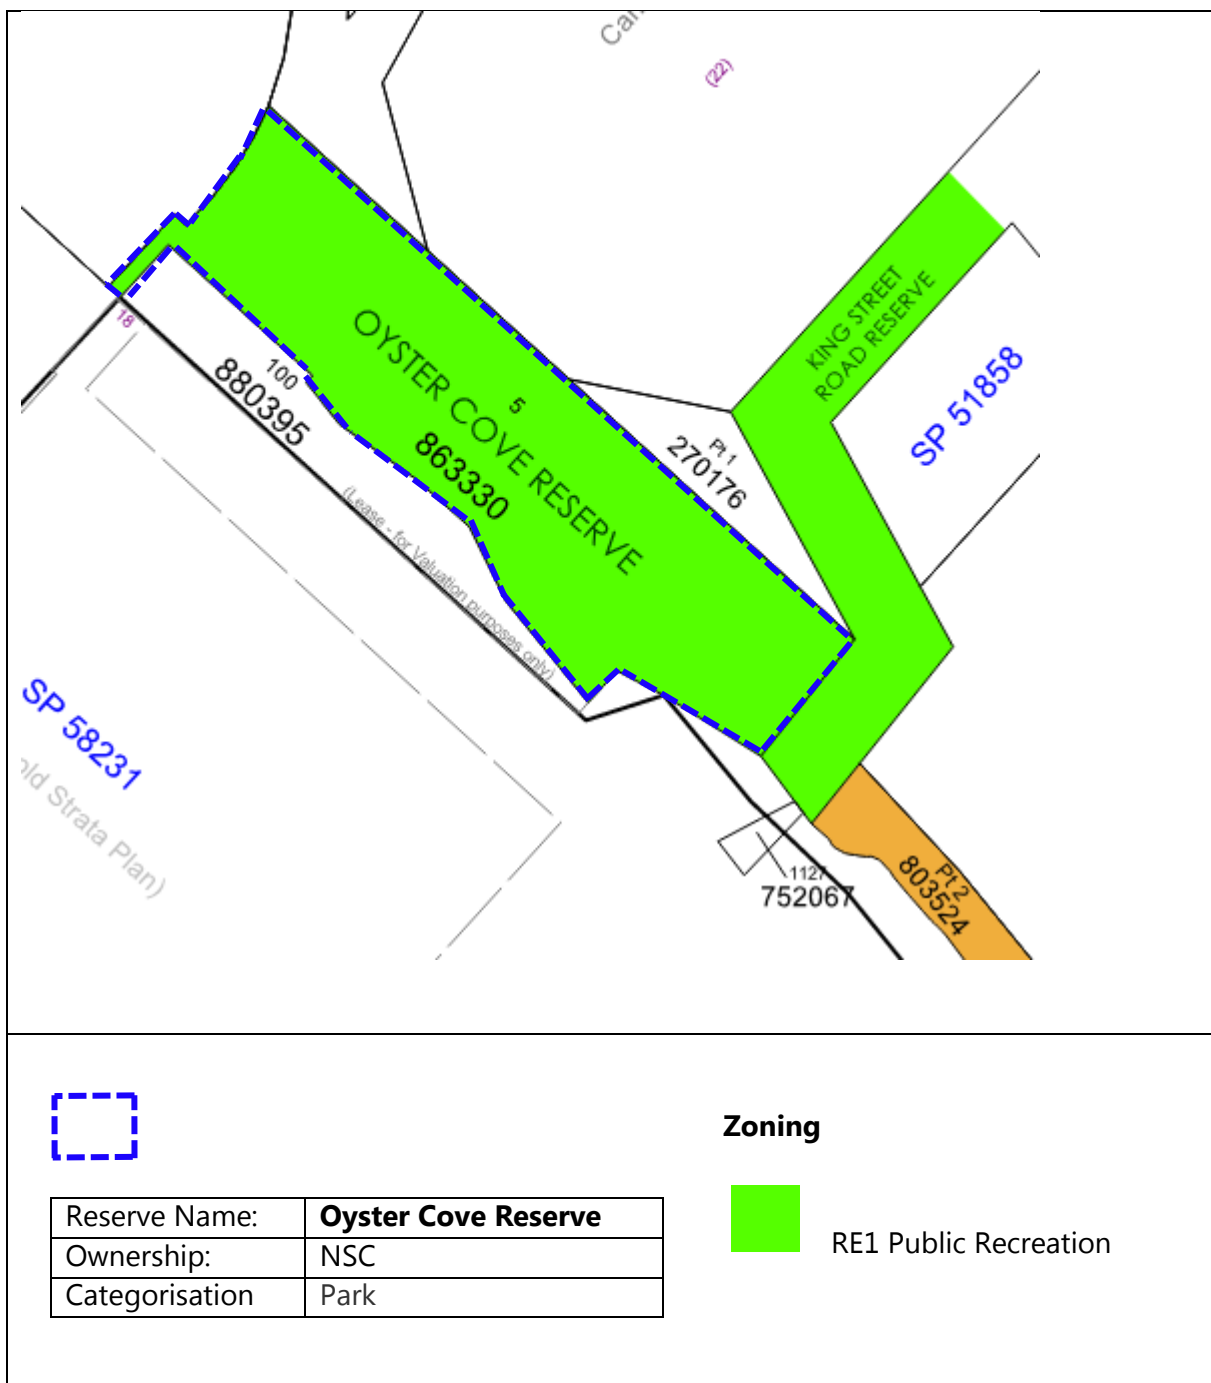 (22)
KING STREET
ROAD RESERVE
SP 51858
18
100
880395
OYSTER COVE RESERVE
5
863330
Pt 1
270176
(Lease - for Valuation purposes only)
SP 58231
Strata Plan)
1127
752067
Pt 2
803524
Zoning
Reserve Name: Oyster Cove Reserve
Ownership: NSC
Categorisation Park
RE1 Public Recreation